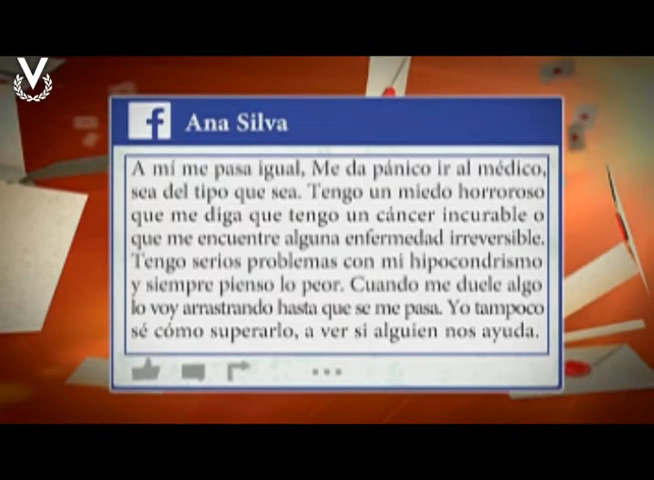 Ana Silva
A mí me pasa igual, Me da pánico ir al médico,
sea del tipo que sea. Tengo un miedo horroroso
que me diga que tengo un cáncer incurable o
que me encuentre alguna enfermedad irreversible.
Tengo serios problemas con mi hipocondrismo
y siempre pienso lo peor. Cuando me duele algo
lo voy arrastrando hasta que se me pasa. Yo tampoco
sé cómo superarlo, a ver si alguien nos ayuda.